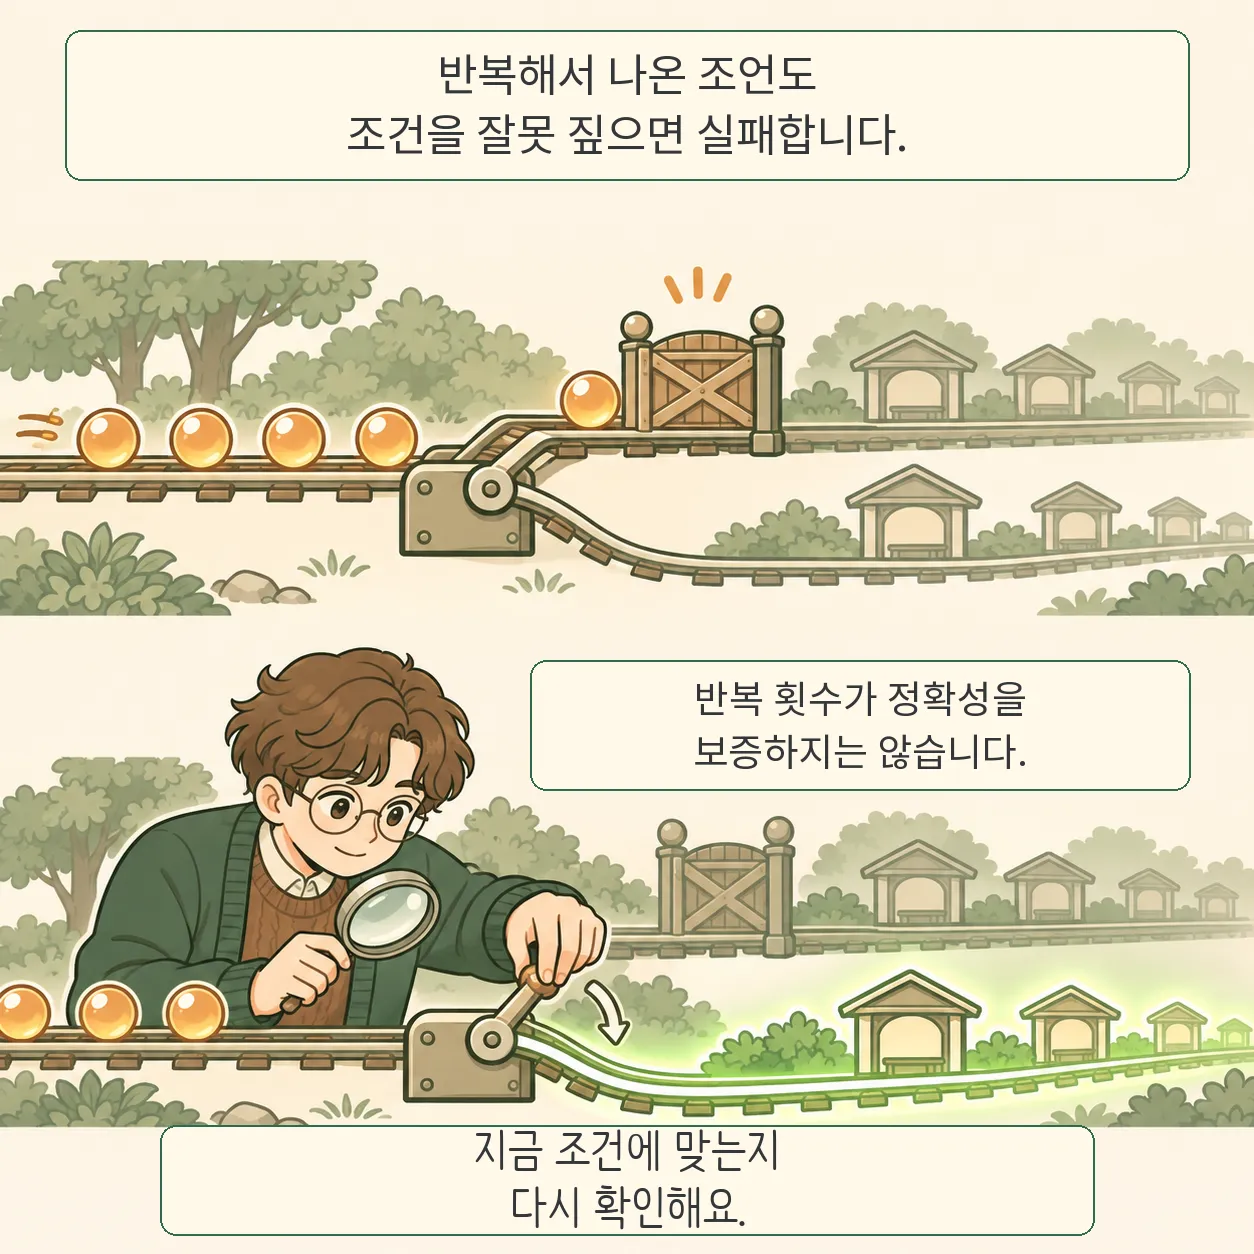 반복해서 나온 조언도
조건을 잘못 짚으면 실패합니다.
반복 횟수가 정확성을
보증하지는 않습니다.
지금 조건에 맞는지
다시 확인해요.